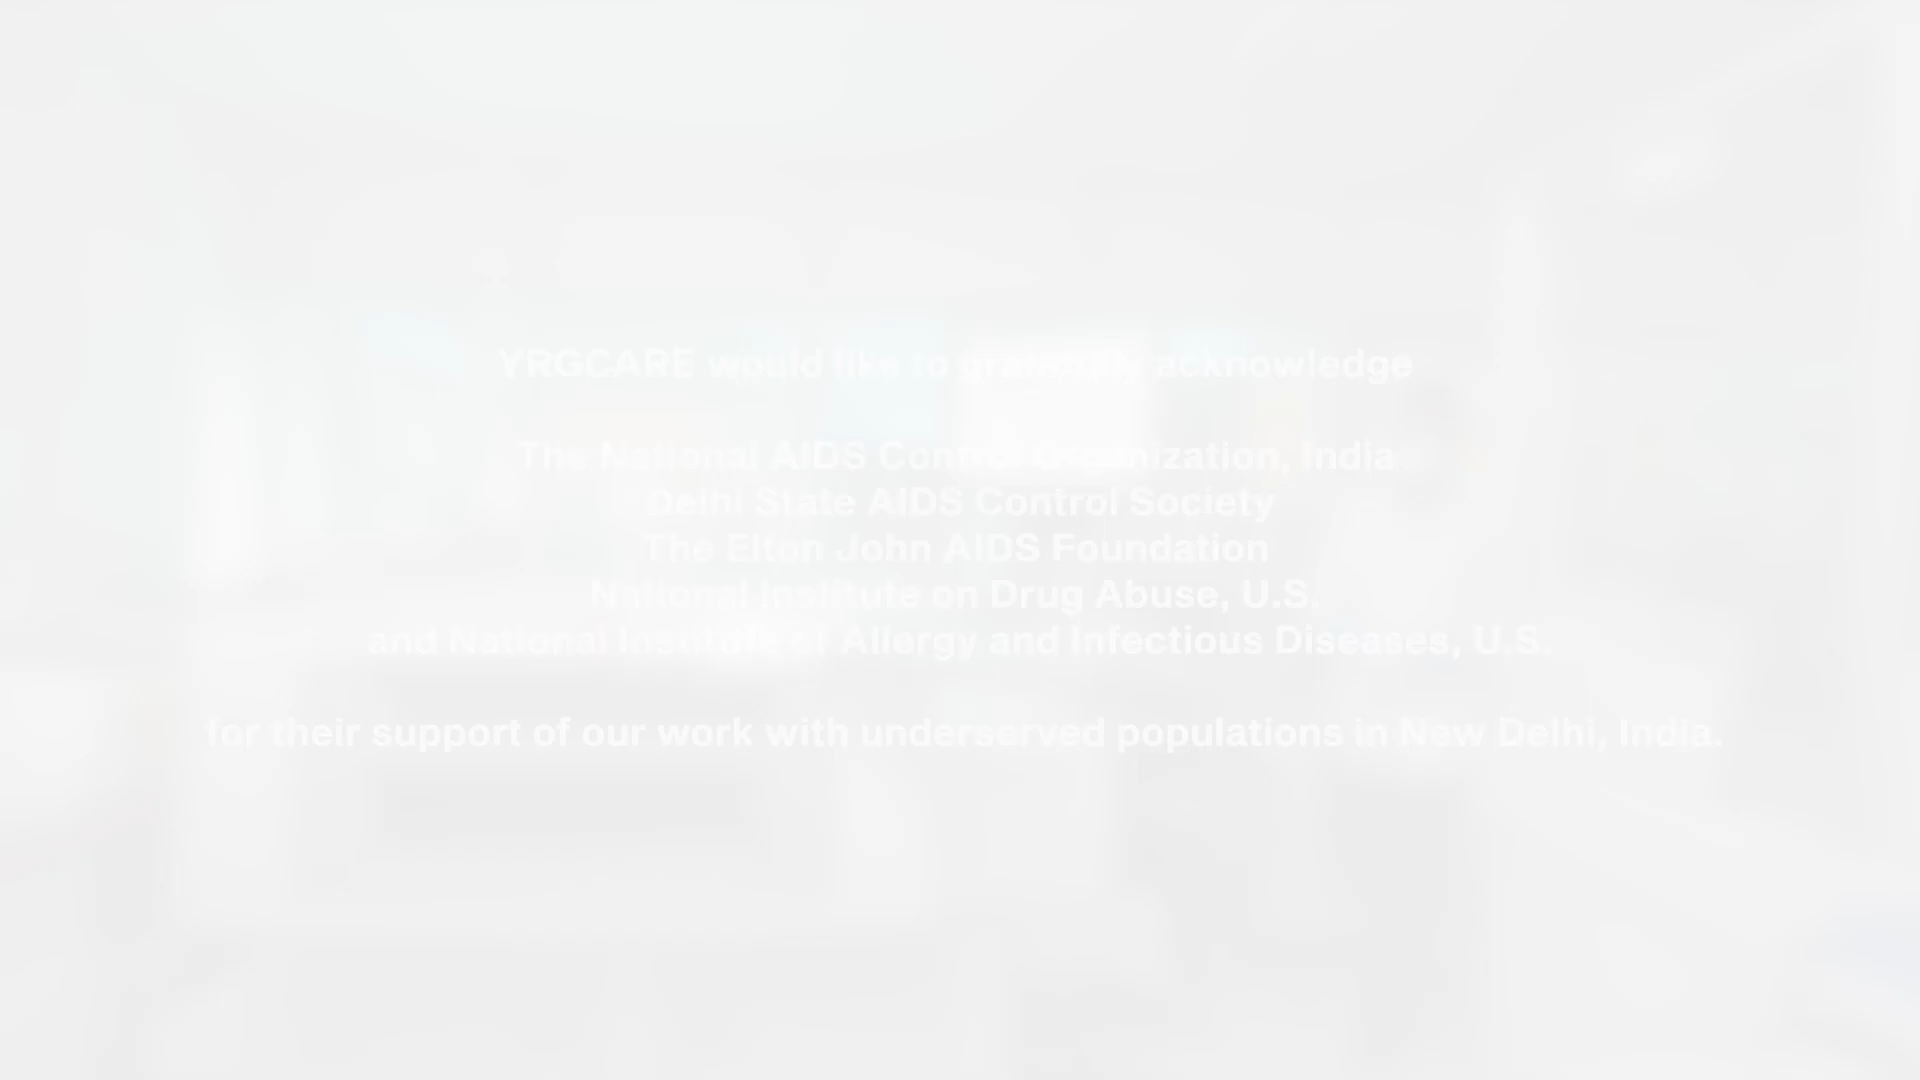 YRGCARE would like to gratefully acknowledge
The National AIDS Control Organization, India
Delhi State AIDS Control Society
The Elton John AIDS Foundation
National Institute on Drug Abuse, U.S.
and National Institute of Allergy and Infectious Diseases, U.S.
for their support of our work with underserved populations in New Delhi, India.